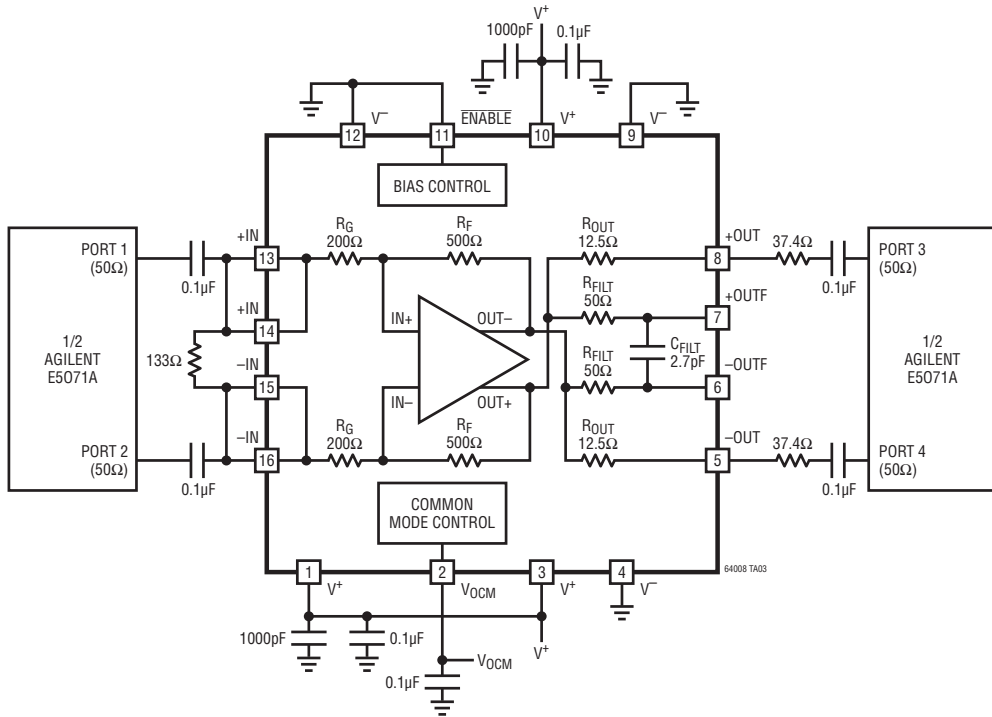 V+
1000pF
0.1µF
V–
ENABLE
V+
V–
12
11
10
9
BIAS CONTROL
PORT 1
(50Ω)
0.1µF
+IN
13
RG
200Ω
RF
500Ω
ROUT
12.5Ω
+OUT
8
37.4Ω
0.1µF
PORT 3
(50Ω)
1/2
AGILENT
E5O71A
133Ω
+IN
14
–IN
15
IN+
OUT–
IN–
OUT+
RFILT
50Ω
+OUTF
7
CFILT
2.7pF
RFILT
50Ω
–OUTF
6
1/2
AGILENT
E5O71A
PORT 2
(50Ω)
0.1µF
–IN
16
RG
200Ω
RF
500Ω
ROUT
12.5Ω
–OUT
5
37.4Ω
0.1µF
PORT 4
(50Ω)
COMMON
MODE CONTROL
1
2
3
4
V+
VOCM
V+
V–
64008 TA03
1000pF
0.1µF
V+
VOCM
0.1µF